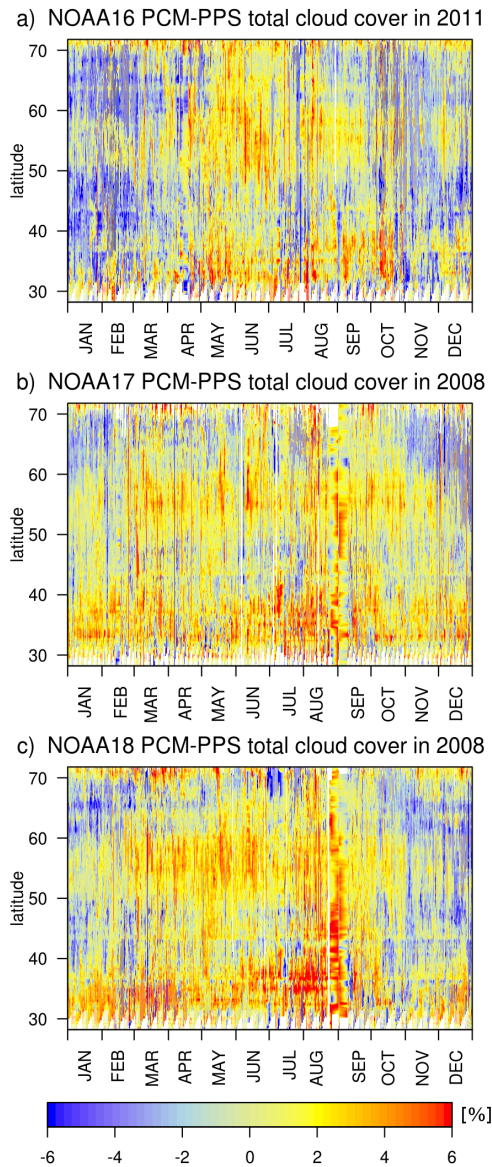 a) NOAA16 PCM-PPS total cloud cover in 2011
70
60
50
40
30
latitude
JAN FEB MAR APR MAY JUN JUL AUG SEP OCT NOV DEC
b) NOAA17 PCM-PPS total cloud cover in 2008
70
60
50
40
30
latitude
JAN FEB MAR APR MAY JUN JUL AUG SEP OCT NOV DEC
c) NOAA18 PCM-PPS total cloud cover in 2008
70
60
50
40
30
latitude
JAN FEB MAR APR MAY JUN JUL AUG SEP OCT NOV DEC
[%]
-6 -4 -2 0 2 4 6